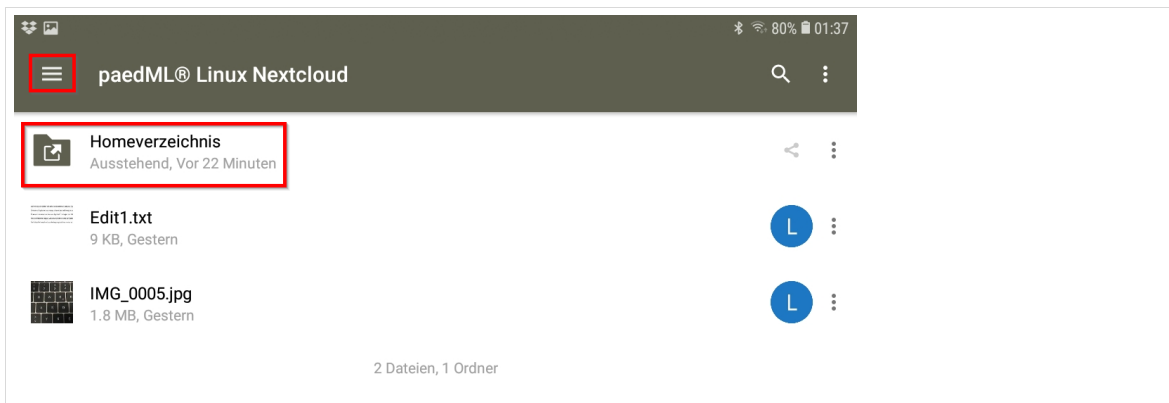 80% 01:37
paedML® Linux Nextcloud
Homeverzeichnis
Ausstehend, Vor 22 Minuten
Edit1.txt
L
9 KB, Gestern
IMG_0005.jpg
L
1.8 MB, Gestern
2 Dateien, 1 Ordner